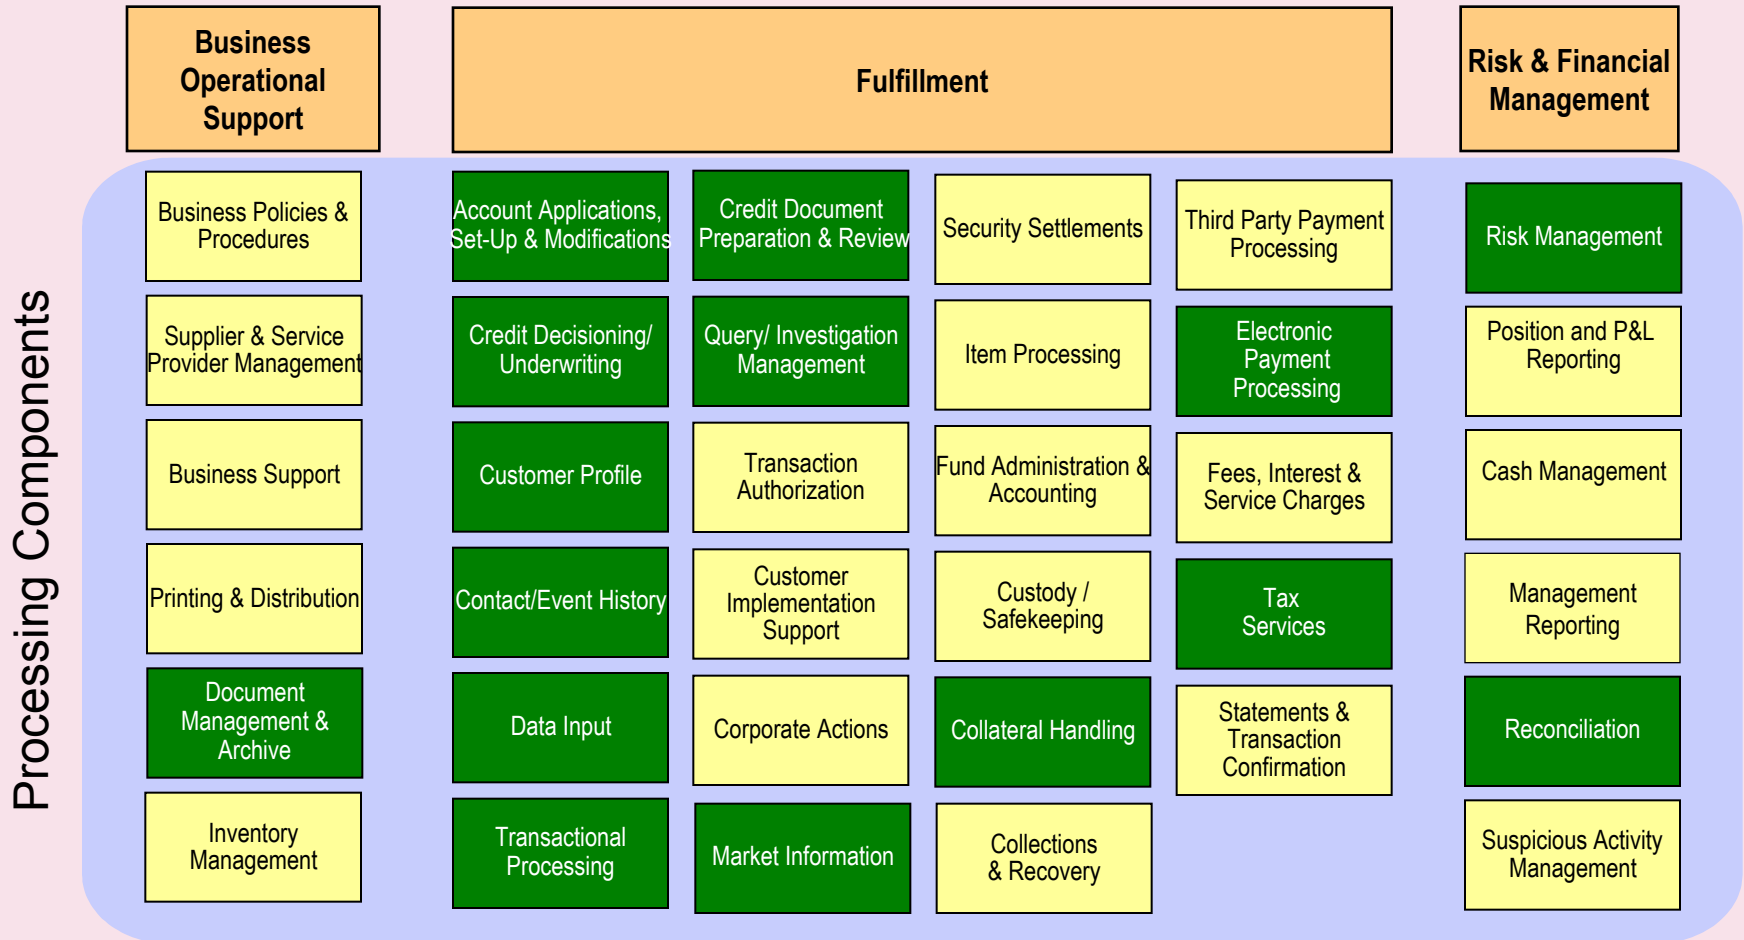 Business
Operational
Support
Fulfillment
Risk & Financial
Management
Processing Components
Business Policies &
Procedures
Supplier & Service
Provider Management
Business Support
Printing & Distribution
Document
Management &
Archive
Inventory
Management
Account Applications,
Set-Up & Modifications
Credit Decisioning/
Underwriting
Customer Profile
Contact/Event History
Data Input
Transactional
Processing
Credit Document
Preparation & Review
Query/ Investigation
Management
Transaction
Authorization
Customer
Implementation
Support
Corporate Actions
Market Information
Security Settlements
Item Processing
Fund Administration &
Accounting
Custody /
Safekeeping
Collateral Handling
Collections
& Recovery
Third Party Payment
Processing
Electronic
Payment
Processing
Fees, Interest &
Service Charges
Tax
Services
Statements &
Transaction
Confirmation
Risk Management
Position and P&L
Reporting
Cash Management
Management
Reporting
Reconciliation
Suspicious Activity
Management